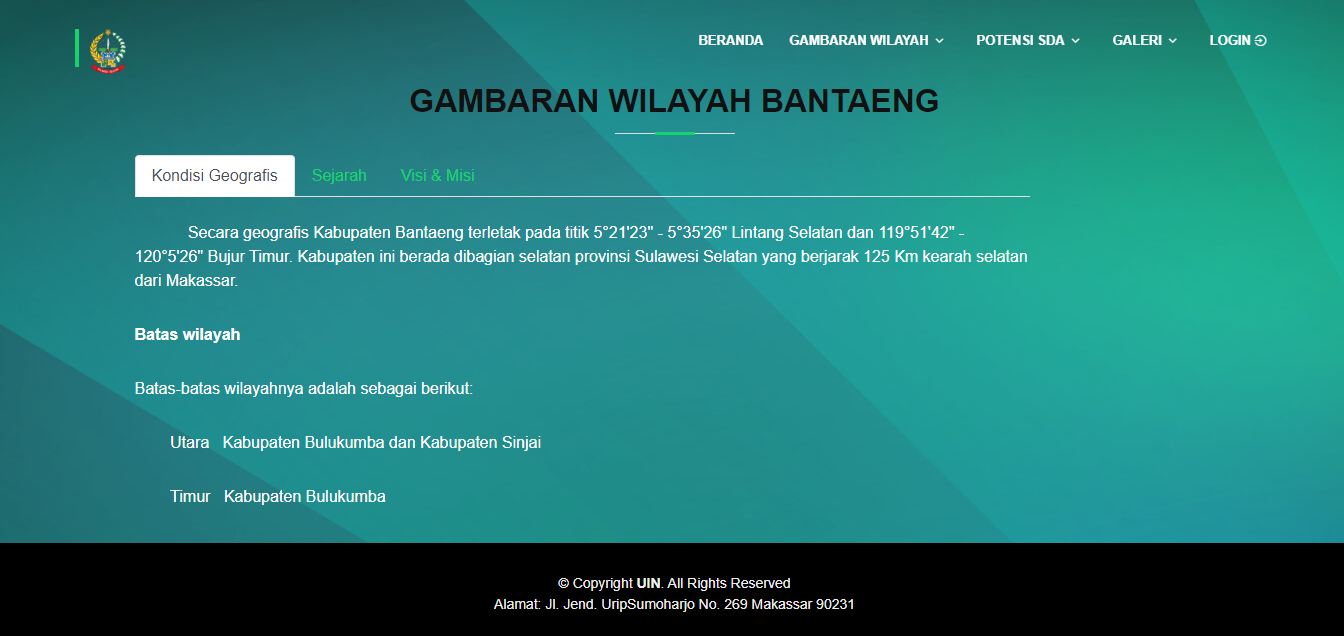 BERANDA GAMBARAN WILAYAH POTENSI SDA GALERI LOGIN
GAMBARAN WILAYAH BANTAENG
Kondisi Geografis Sejarah Visi & Misi
Secara geografis Kabupaten Bantaeng terletak pada titik 5°21'23" - 5°35'26" Lintang Selatan dan 119°51'42" -
120°5'26" Bujur Timur. Kabupaten ini berada dibagian selatan provinsi Sulawesi Selatan yang berjarak 125 Km kearah selatan
dari Makassar.
Batas wilayah
Batas-batas wilayahnya adalah sebagai berikut:
Utara Kabupaten Bulukumba dan Kabupaten Sinjai
Timur Kabupaten Bulukumba
© Copyright UIN. All Rights Reserved
Alamat: Jl. Jend. UripSumoharjo No. 269 Makassar 90231